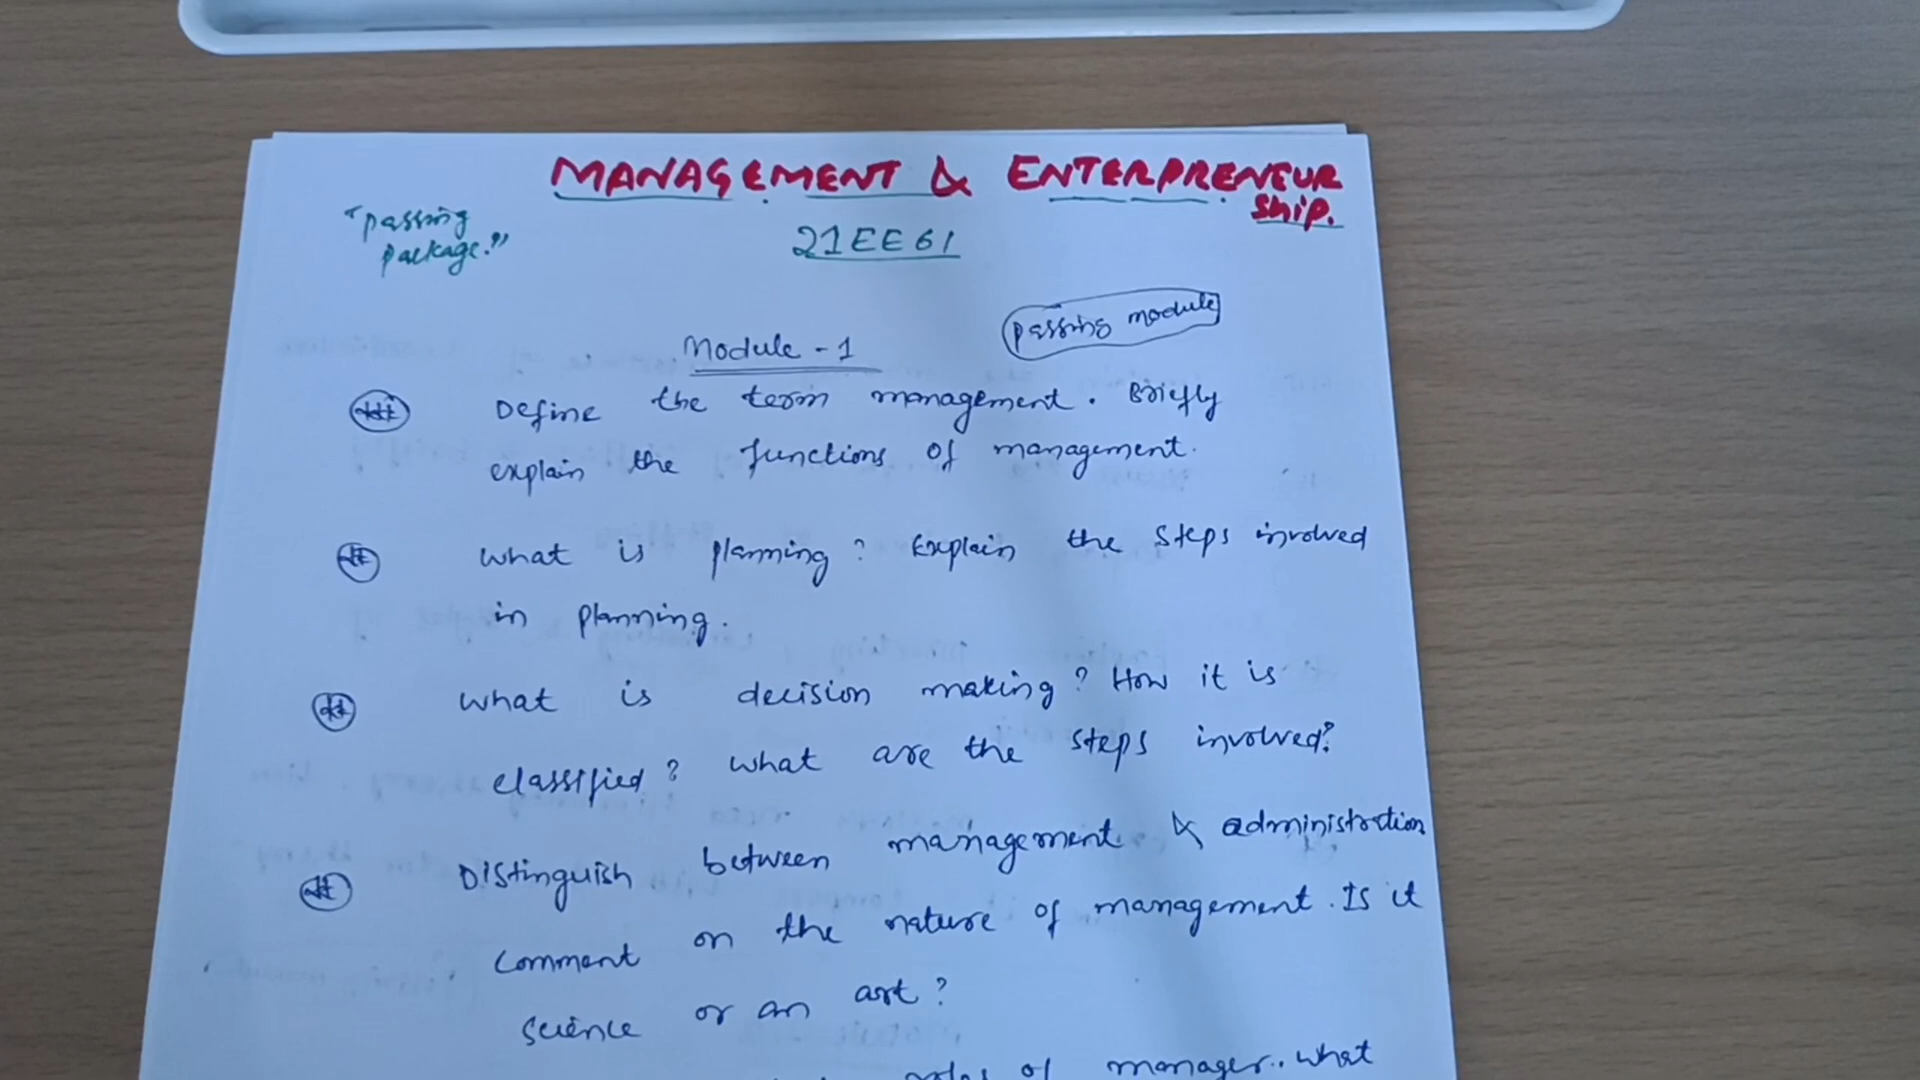 MANAGEMENT & ENTERPRENEUR
Ship.
"passing
package."
21EE61
Module - 1
passing module
Define the term management. Briefly
explain the functions of management.
What is planning? Explain the steps involved
in planning.
What is decision making? How it is
classified? What are the steps involved?
Distinguish between management & administration
comment on the nature of management. Is it
science or an art?
roles of manager.. what